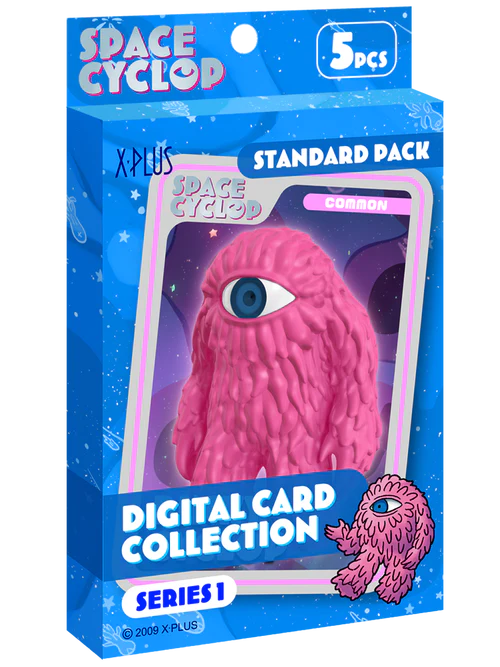 SPACE
CYCLOP
5PCS
X·PLUS
STANDARD PACK
SPACE
CYCLOP
COMMON
DIGITAL CARD
COLLECTION
SERIES 1
© 2009 X·PLUS